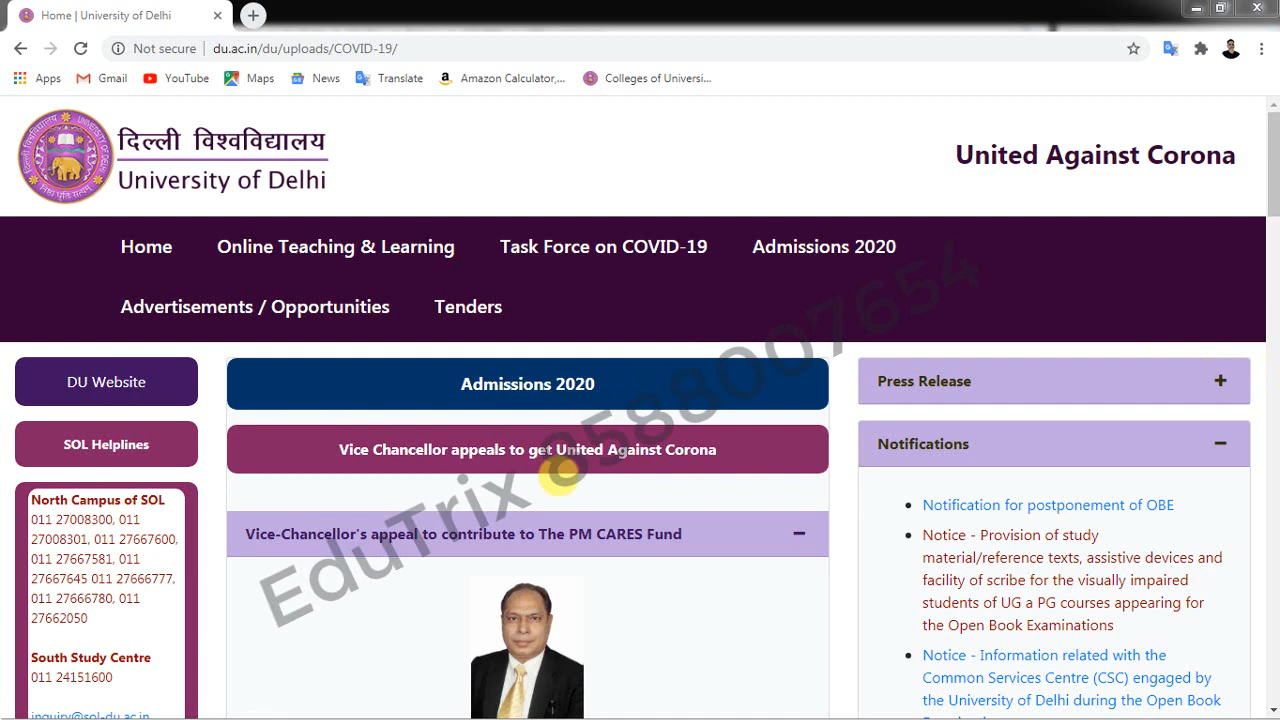 Home | University of Delhi
Not secure
du.ac.in/du/uploads/COVID-19/
Apps
Gmail
YouTube
Maps
News
Translate
Amazon Calculator,...
Colleges of Universi...
दिल्ली विश्वविद्यालय
University of Delhi
United Against Corona
Home
Online Teaching & Learning
Task Force on COVID-19
Admissions 2020
Advertisements / Opportunities
Tenders
DU Website
SOL Helplines
North Campus of SOL
011 27008300, 011
27008301, 011 27667600,
011 27667581, 011
27667645 011 27666777,
011 27666780, 011
27662050
South Study Centre
011 24151600
inquiry@sol-du.ac.in
Admissions 2020
Vice Chancellor appeals to get United Against Corona
Vice-Chancellor's appeal to contribute to The PM CARES Fund
EduTrix 8588007654
Press Release
Notifications
Notification for postponement of OBE
Notice - Provision of study
material/reference texts, assistive devices and
facility of scribe for the visually impaired
students of UG a PG courses appearing for
the Open Book Examinations
Notice - Information related with the
Common Services Centre (CSC) engaged by
the University of Delhi during the Open Book